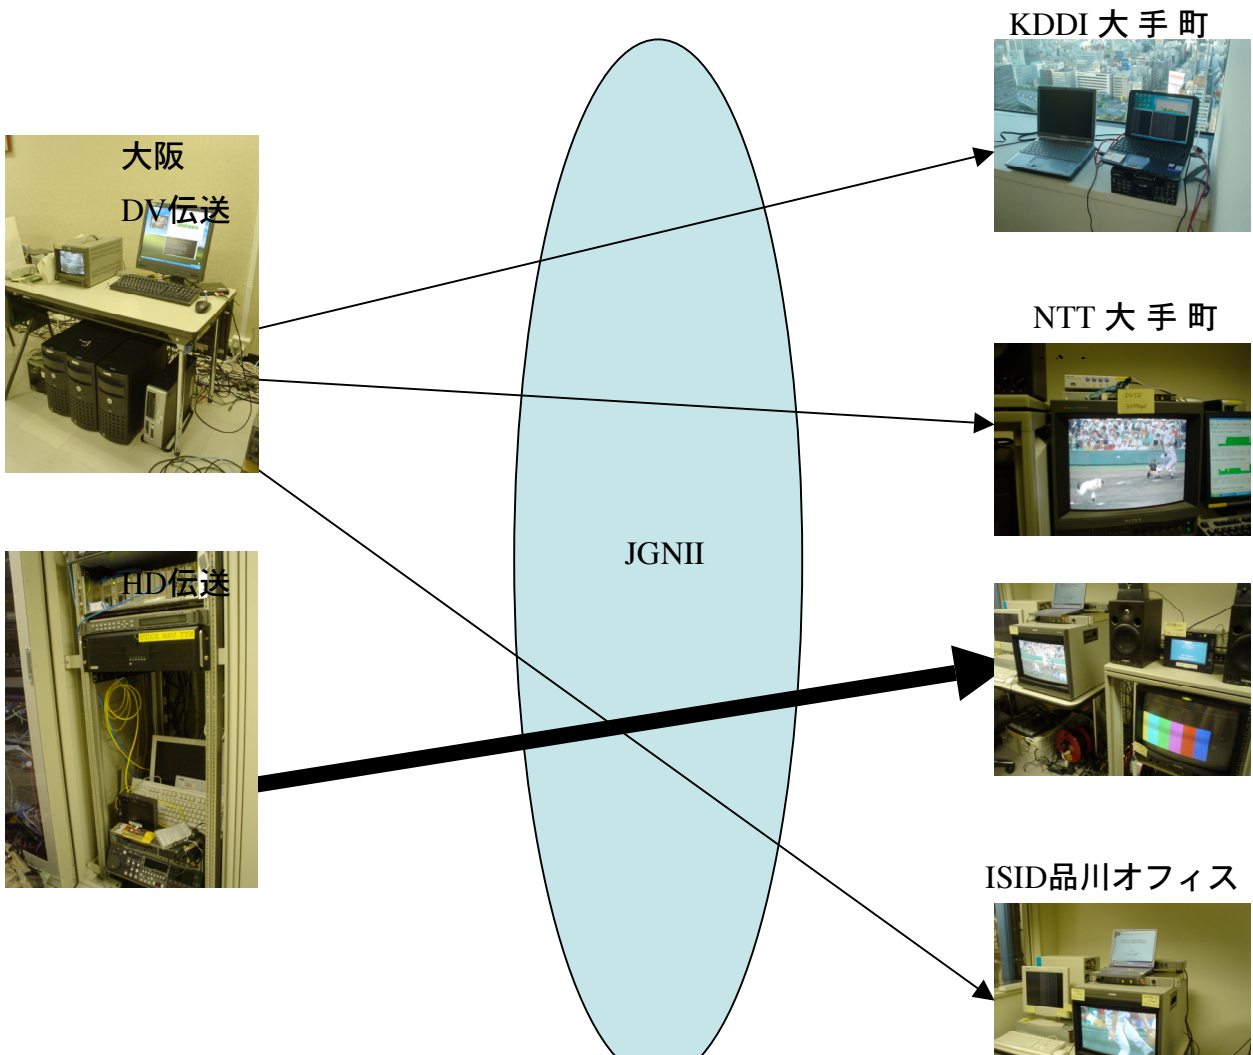 KDDI 大 手 町
大阪
DV伝送
NTT 大 手 町
JGNII
HD伝送
ISID品川オフィス